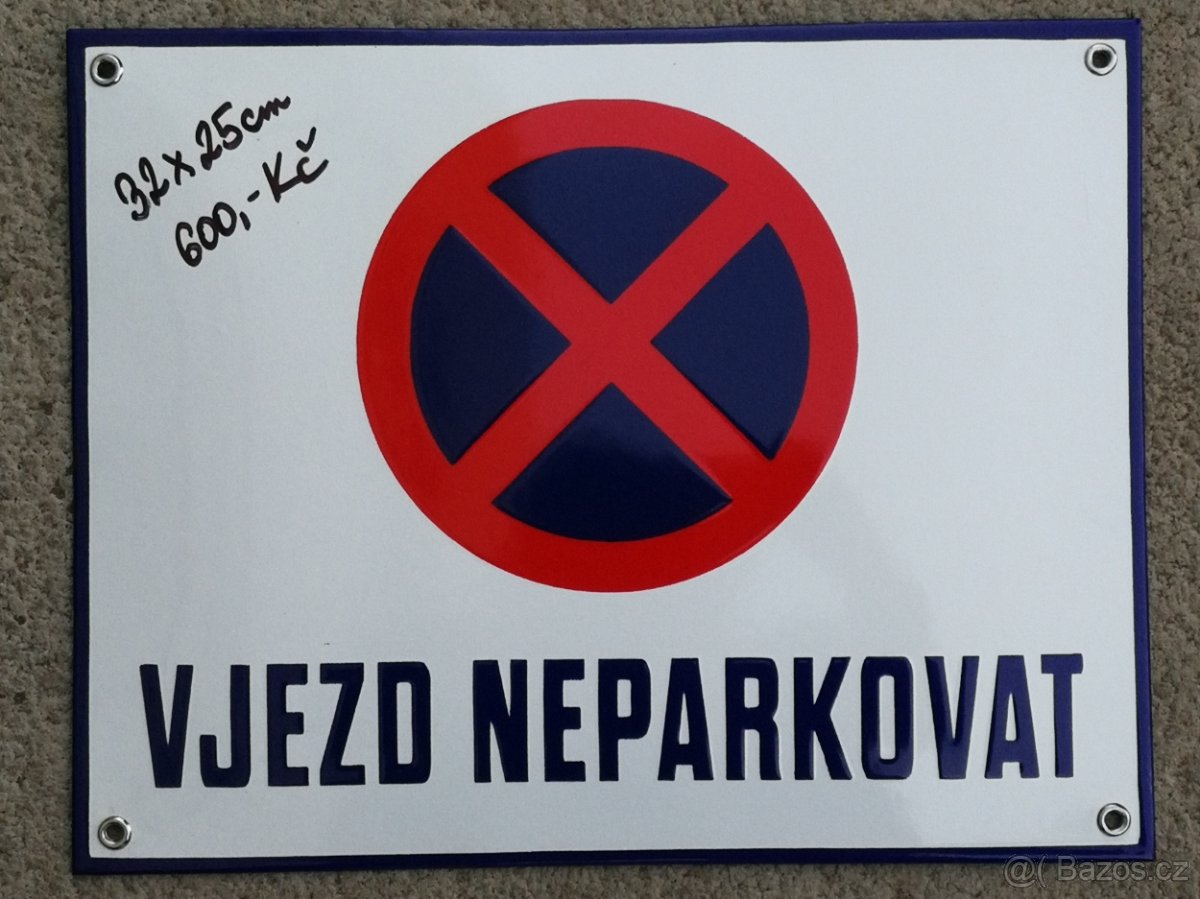 32x25cm
600,-Kč
VJEZD NEPARKOVAT
@( Bazos.cz